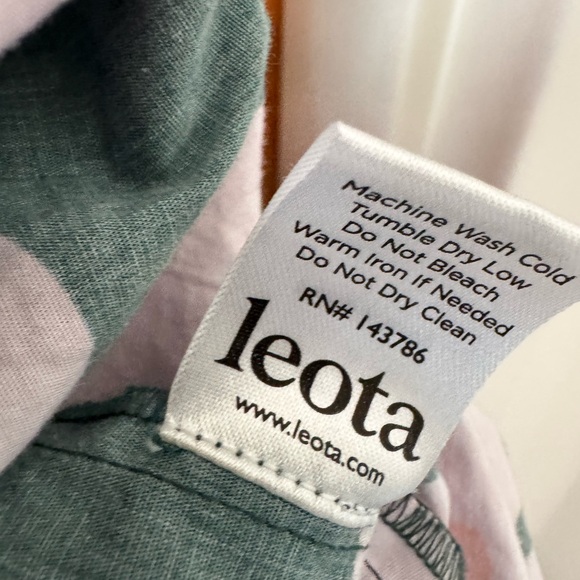 Machine Wash Cold
Tumble Dry Low
Do Not Bleach
Warm Iron If Needed
Do Not Dry Clean
RN# 143786
leota
www.leota.com